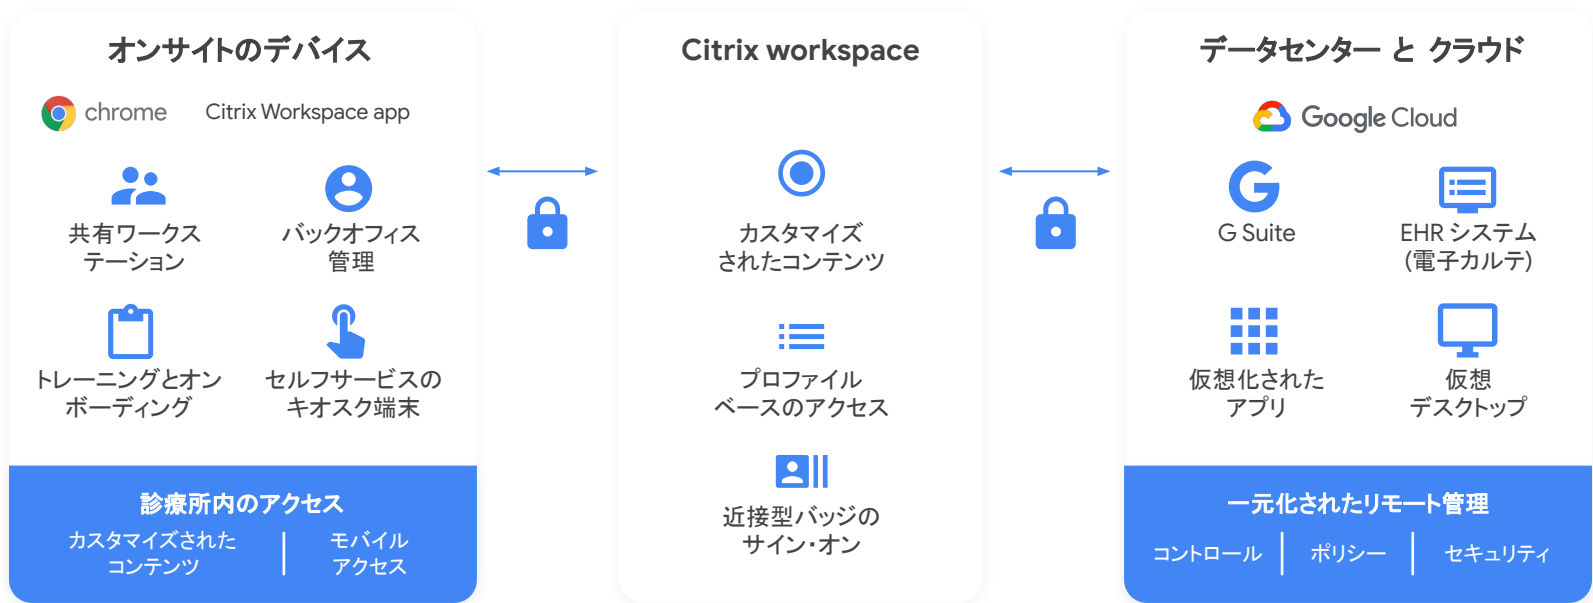 オンサイトのデバイス
chrome
Citrix Workspace app
共有ワークス
テーション
バックオフィス
管理
トレーニングとオン
ボーディング
セルフサービスの
キオスク端末
診療所内のアクセス
カスタマイズされた
コンテンツ
モバイル
アクセス
Citrix workspace
カスタマイズ
されたコンテンツ
プロファイル
ベースのアクセス
近接型バッジの
サイン・オン
データセンター と クラウド
Google Cloud
G Suite
EHR システム
(電子カルテ)
仮想化された
アプリ
仮想
デスクトップ
一元化されたリモート管理
コントロール
ポリシー
セキュリティ